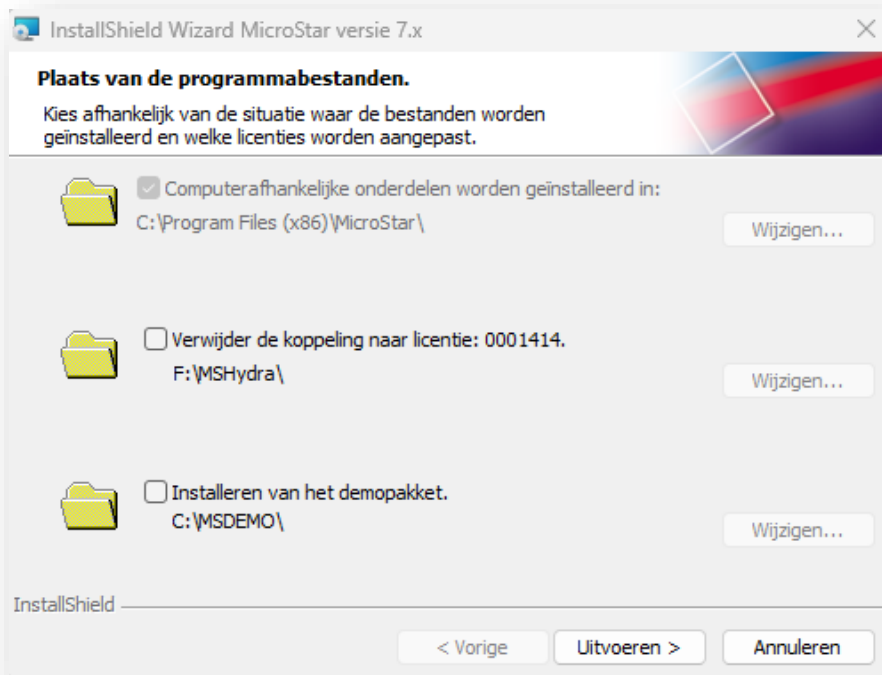 InstallShield Wizard MicroStar versie 7.x
Plaats van de programmabestanden.
Kies afhankelijk van de situatie waar de bestanden worden
geïnstalleerd en welke licenties worden aangepast.
Computerafhankelijke onderdelen worden geïnstalleerd in:
C:\Program Files (x86)\MicroStar\
Wijzigen...
Verwijder de koppeling naar licentie: 0001414.
F:\MSHydra\
Wijzigen...
Installeren van het demopakket.
C:\MSDEMO\
Wijzigen...
InstallShield
< Vorige
Uitvoeren >
Annuleren